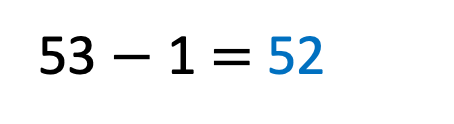 53 − 1 = 52